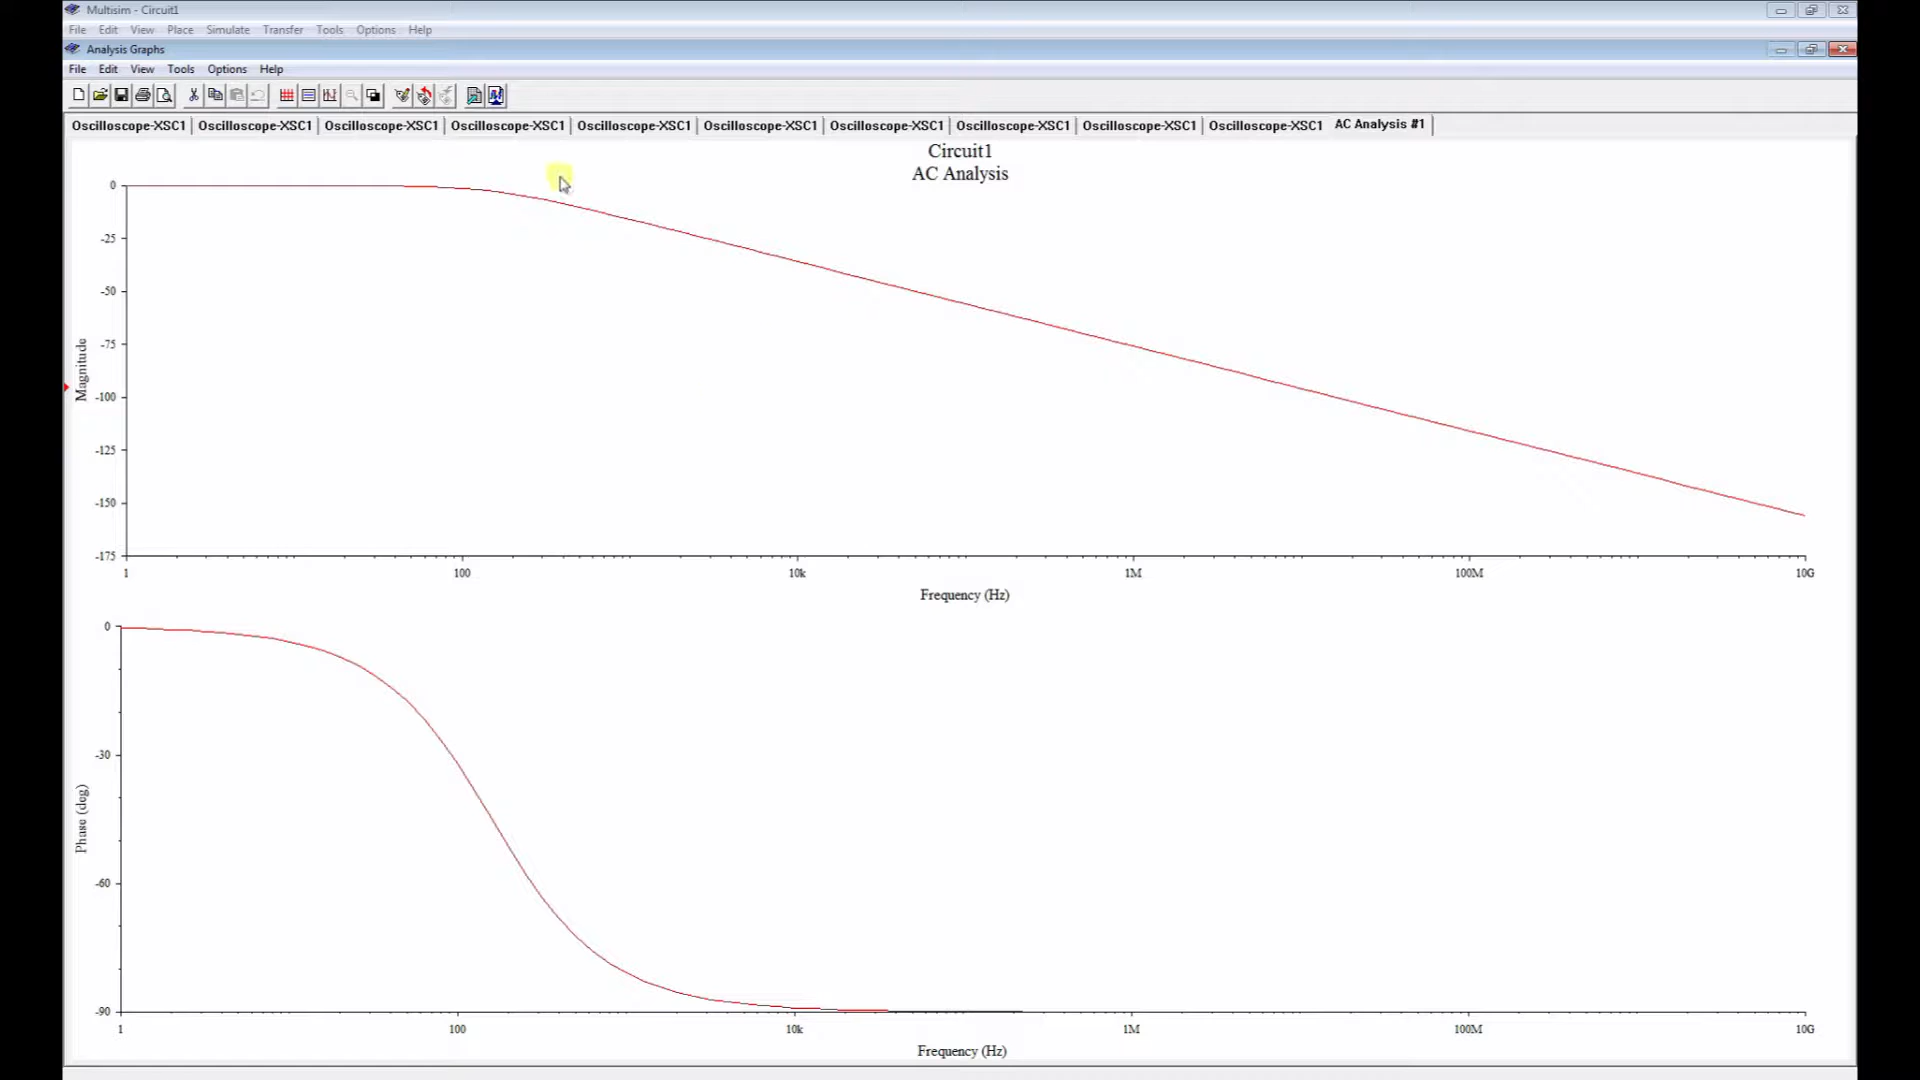 Multisim - Circuit1
File Edit View Place Simulate Transfer Tools Options Help
Analysis Graphs
File Edit View Tools Options Help
Oscilloscope-XSC1 Oscilloscope-XSC1 Oscilloscope-XSC1 Oscilloscope-XSC1 Oscilloscope-XSC1 Oscilloscope-XSC1 Oscilloscope-XSC1 Oscilloscope-XSC1 Oscilloscope-XSC1 Oscilloscope-XSC1 AC Analysis #1
Circuit1
AC Analysis
0
-25
-50
-75
-100
-125
-150
-175
Magnitude
1 100 10k 1M 100M 10G
Frequency (Hz)
0
-30
-60
-90
Phase (deg)
1 100 10k 1M 100M 10G
Frequency (Hz)